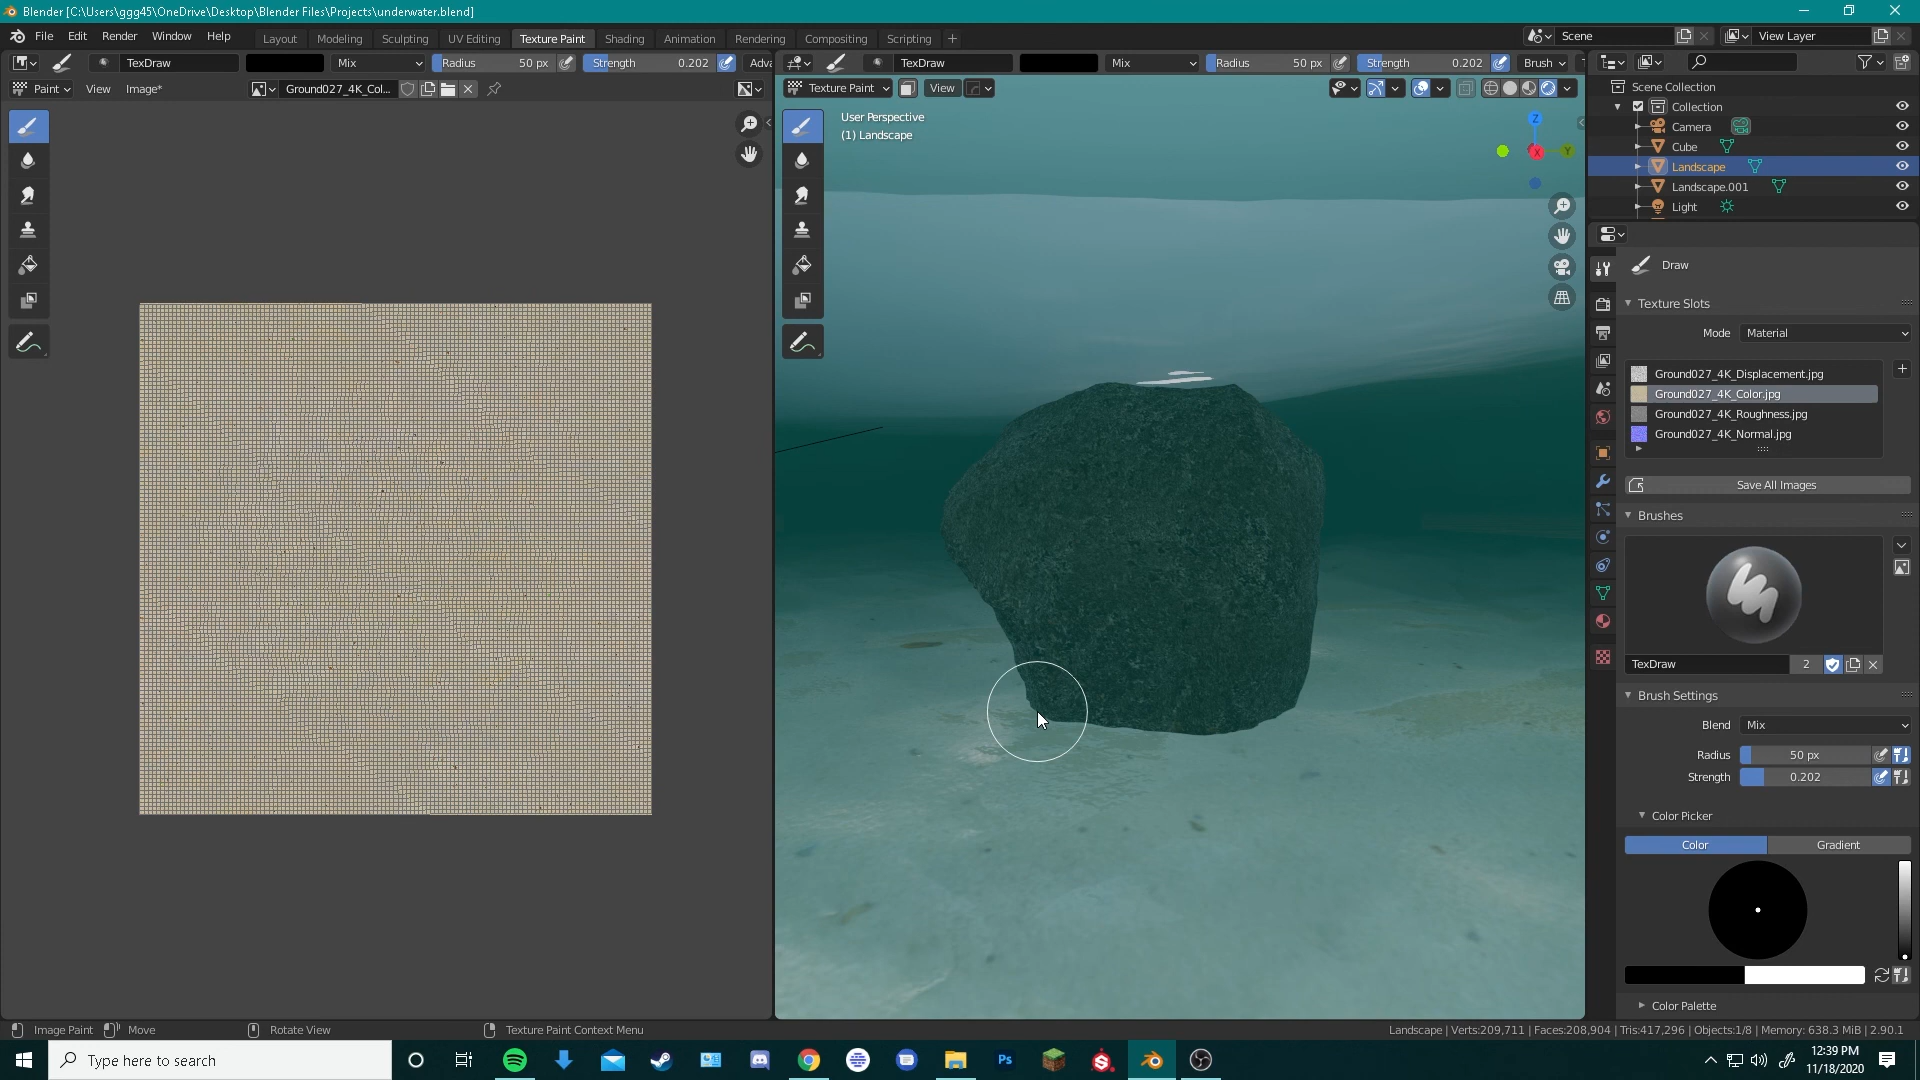 Blender [C:\Users\ggg45\OneDrive\Desktop\Blender Files\Projects\underwater.blend]
File Edit Render Window Help Layout Modeling Sculpting UV Editing Texture Paint Shading Animation Rendering Compositing Scripting + Scene View Layer
TexDraw Mix Radius 50 px Strength 0.202 Adva
TexDraw Mix Radius 50 px Strength 0.202 Brush
Paint View Image* Ground027_4K_Col...
Texture Paint View
User Perspective
(1) Landscape
Z
X
Y
Scene Collection
Collection
Camera
Cube
Landscape
Landscape.001
Light
Draw
Texture Slots
Mode Material
Ground027_4K_Displacement.jpg
Ground027_4K_Color.jpg
Ground027_4K_Roughness.jpg
Ground027_4K_Normal.jpg
Save All Images
Brushes
TexDraw 2
Brush Settings
Blend Mix
Radius 50 px
Strength 0.202
Color Picker
Color Gradient
Color Palette
Image Paint Move Rotate View Texture Paint Context Menu
Landscape | Verts:209,711 | Faces:208,904 | Tris:417,296 | Objects:1/8 | Memory: 638.3 MiB | 2.90.1
Type here to search
Ps
12:39 PM
11/18/2020